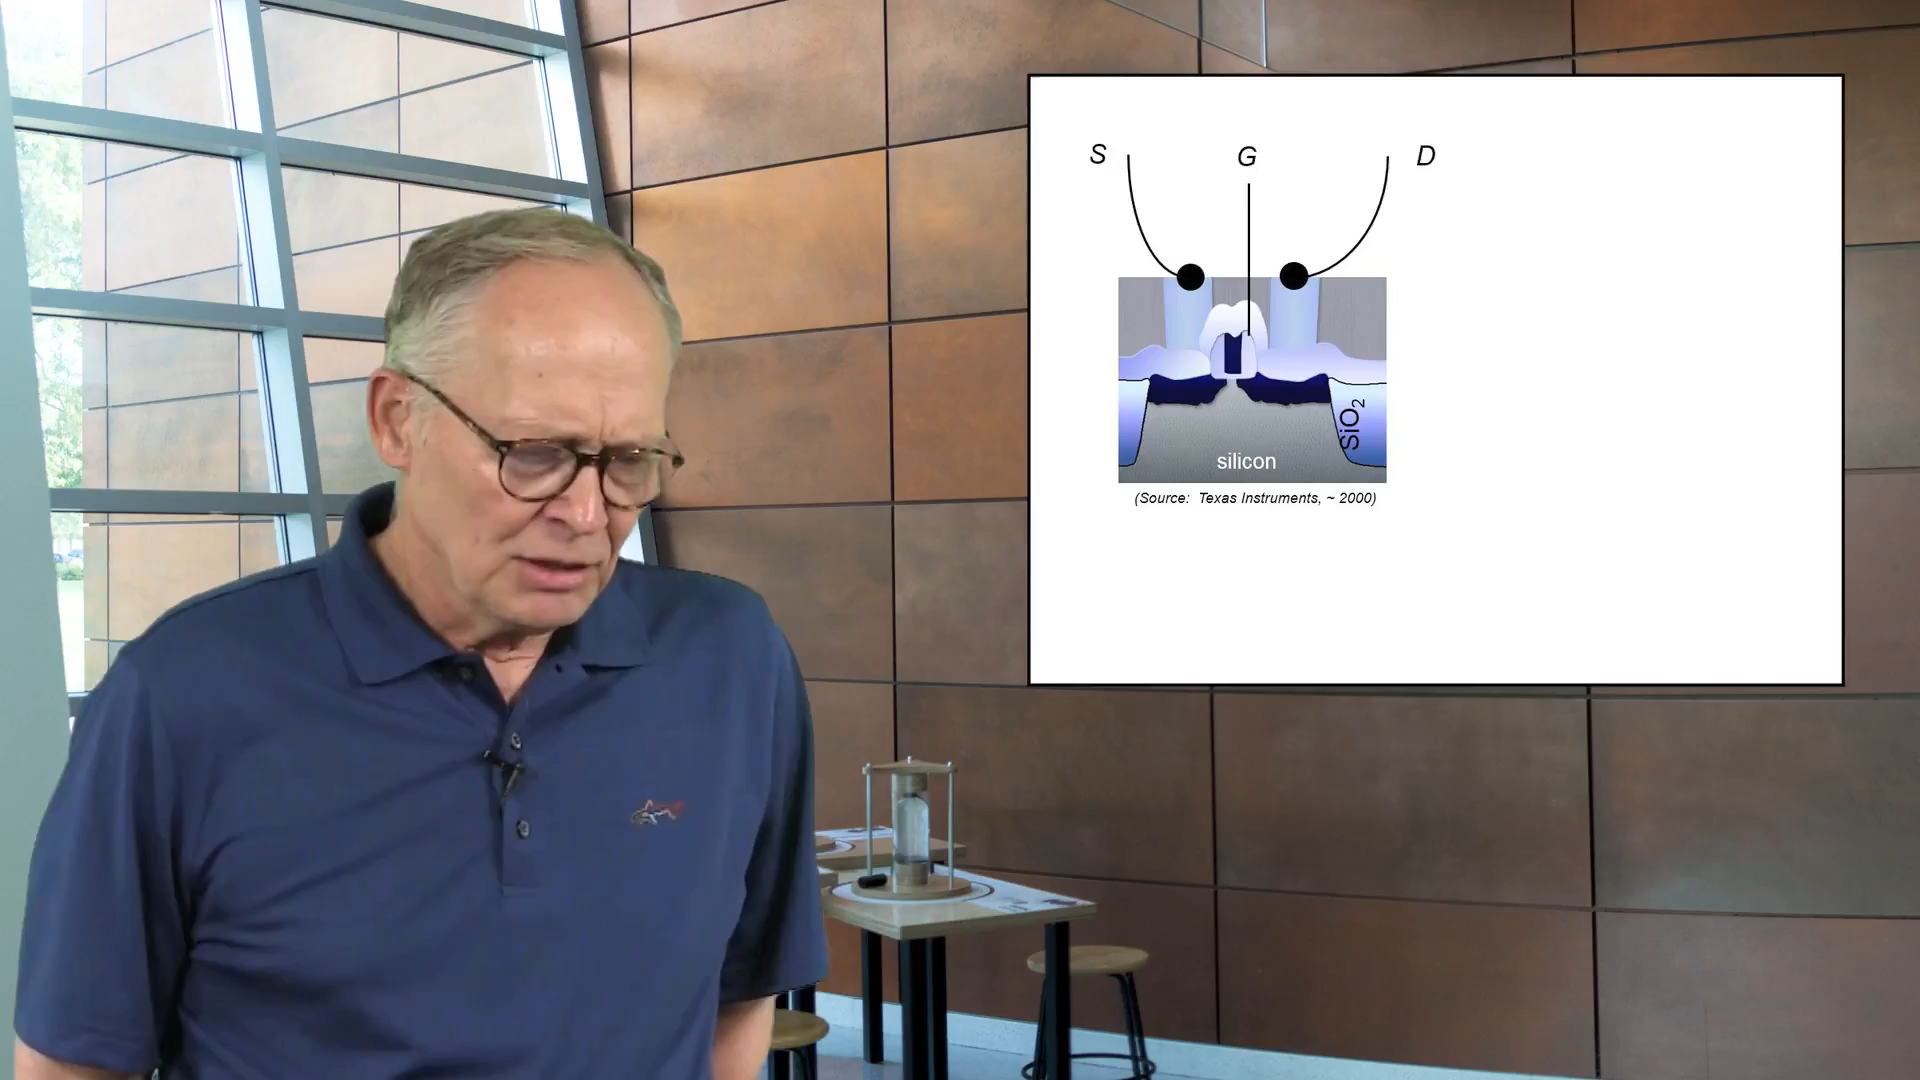 S G D
SiO2
silicon
(Source: Texas Instruments, ~ 2000)